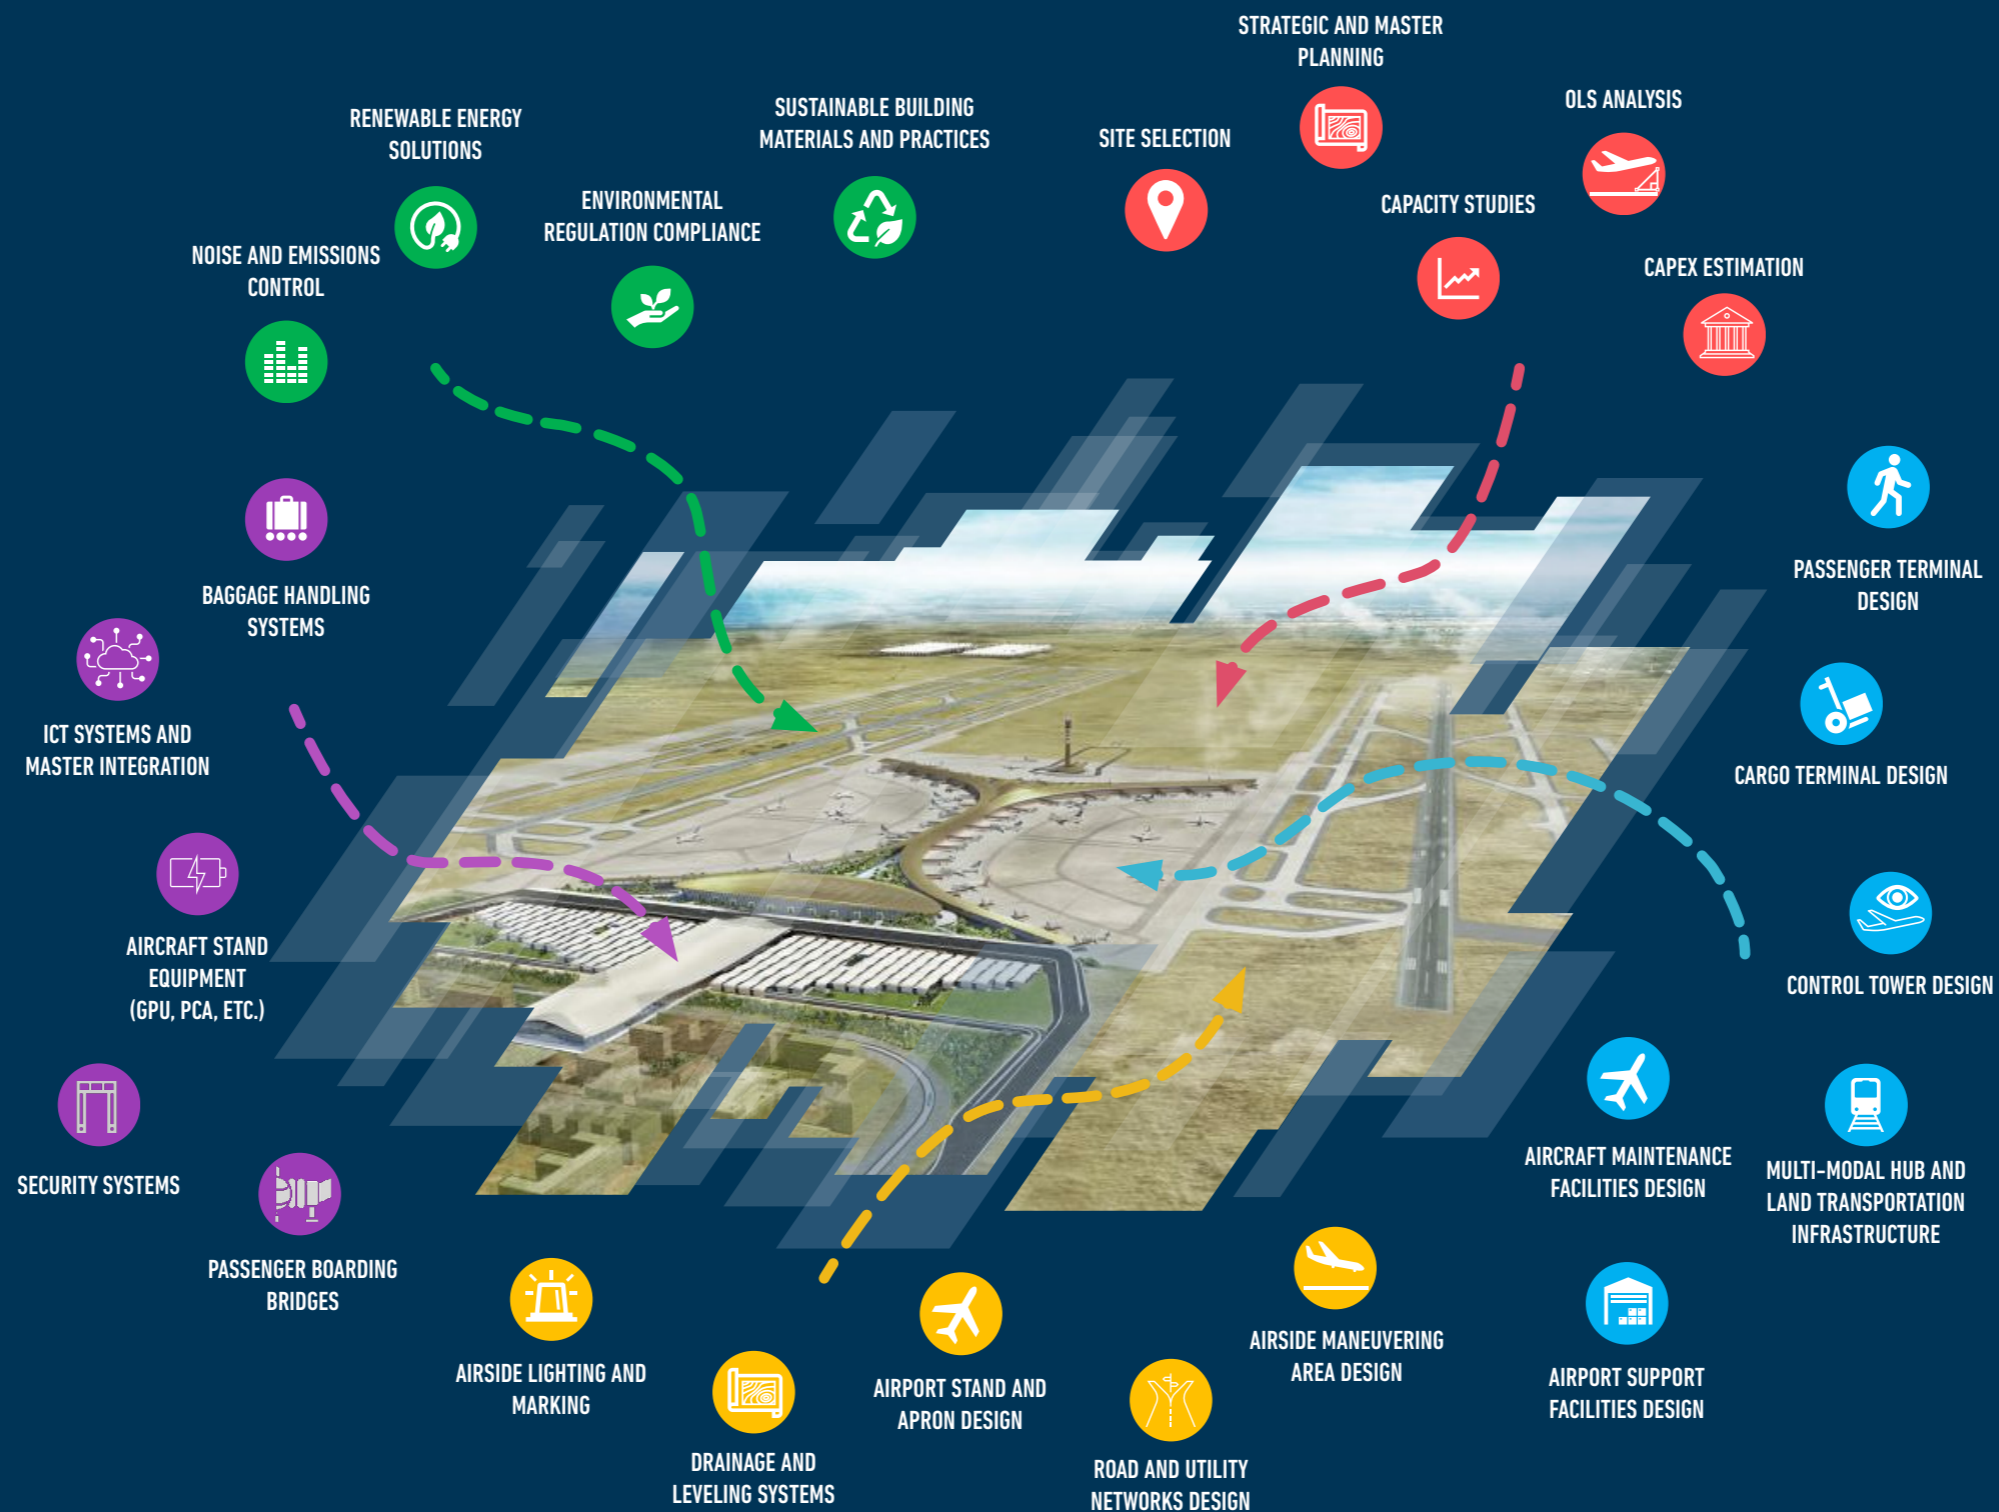 STRATEGIC AND MASTER
PLANNING
OLS ANALYSIS
RENEWABLE ENERGY
SOLUTIONS
SUSTAINABLE BUILDING
MATERIALS AND PRACTICES
SITE SELECTION
ENVIRONMENTAL
REGULATION COMPLIANCE
CAPACITY STUDIES
NOISE AND EMISSIONS
CONTROL
CAPEX ESTIMATION
PASSENGER TERMINAL
DESIGN
BAGGAGE HANDLING
SYSTEMS
ICT SYSTEMS AND
MASTER INTEGRATION
CARGO TERMINAL DESIGN
AIRCRAFT STAND
EQUIPMENT
(GPU, PCA, ETC.)
CONTROL TOWER DESIGN
SECURITY SYSTEMS
AIRCRAFT MAINTENANCE
FACILITIES DESIGN
MULTI-MODAL HUB AND
LAND TRANSPORTATION
INFRASTRUCTURE
PASSENGER BOARDING
BRIDGES
AIRSIDE LIGHTING AND
MARKING
AIRPORT STAND AND
APRON DESIGN
AIRSIDE MANEUVERING
AREA DESIGN
AIRPORT SUPPORT
FACILITIES DESIGN
DRAINAGE AND
LEVELING SYSTEMS
ROAD AND UTILITY
NETWORKS DESIGN